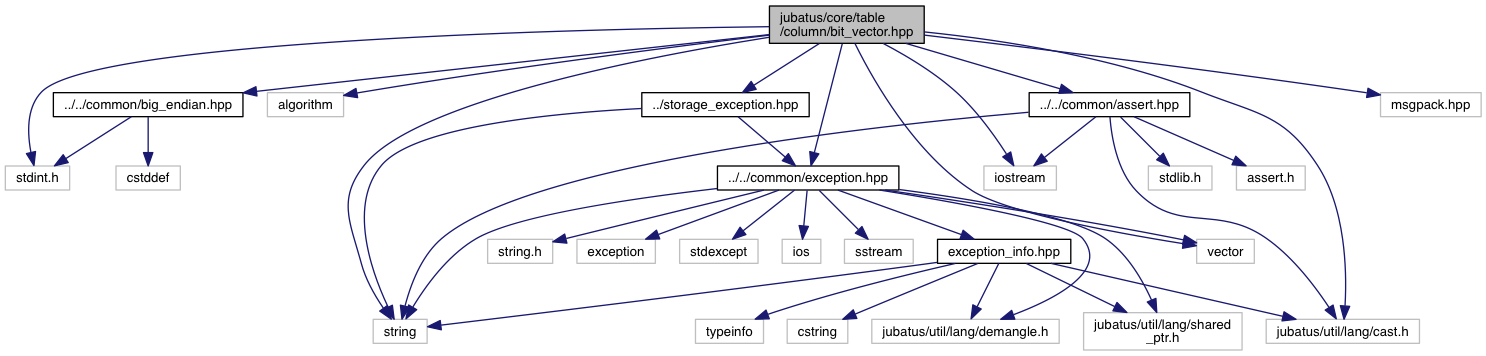 jubatus/core/table
/column/bit_vector.hpp
../../common/big_endian.hpp
algorithm
../storage_exception.hpp
../../common/assert.hpp
msgpack.hpp
stdint.h
cstddef
../../common/exception.hpp
iostream
stdlib.h
assert.h
string.h
exception
stdexcept
ios
sstream
exception_info.hpp
vector
string
typeinfo
cstring
jubatus/util/lang/demangle.h
jubatus/util/lang/shared
_ptr.h
jubatus/util/lang/cast.h